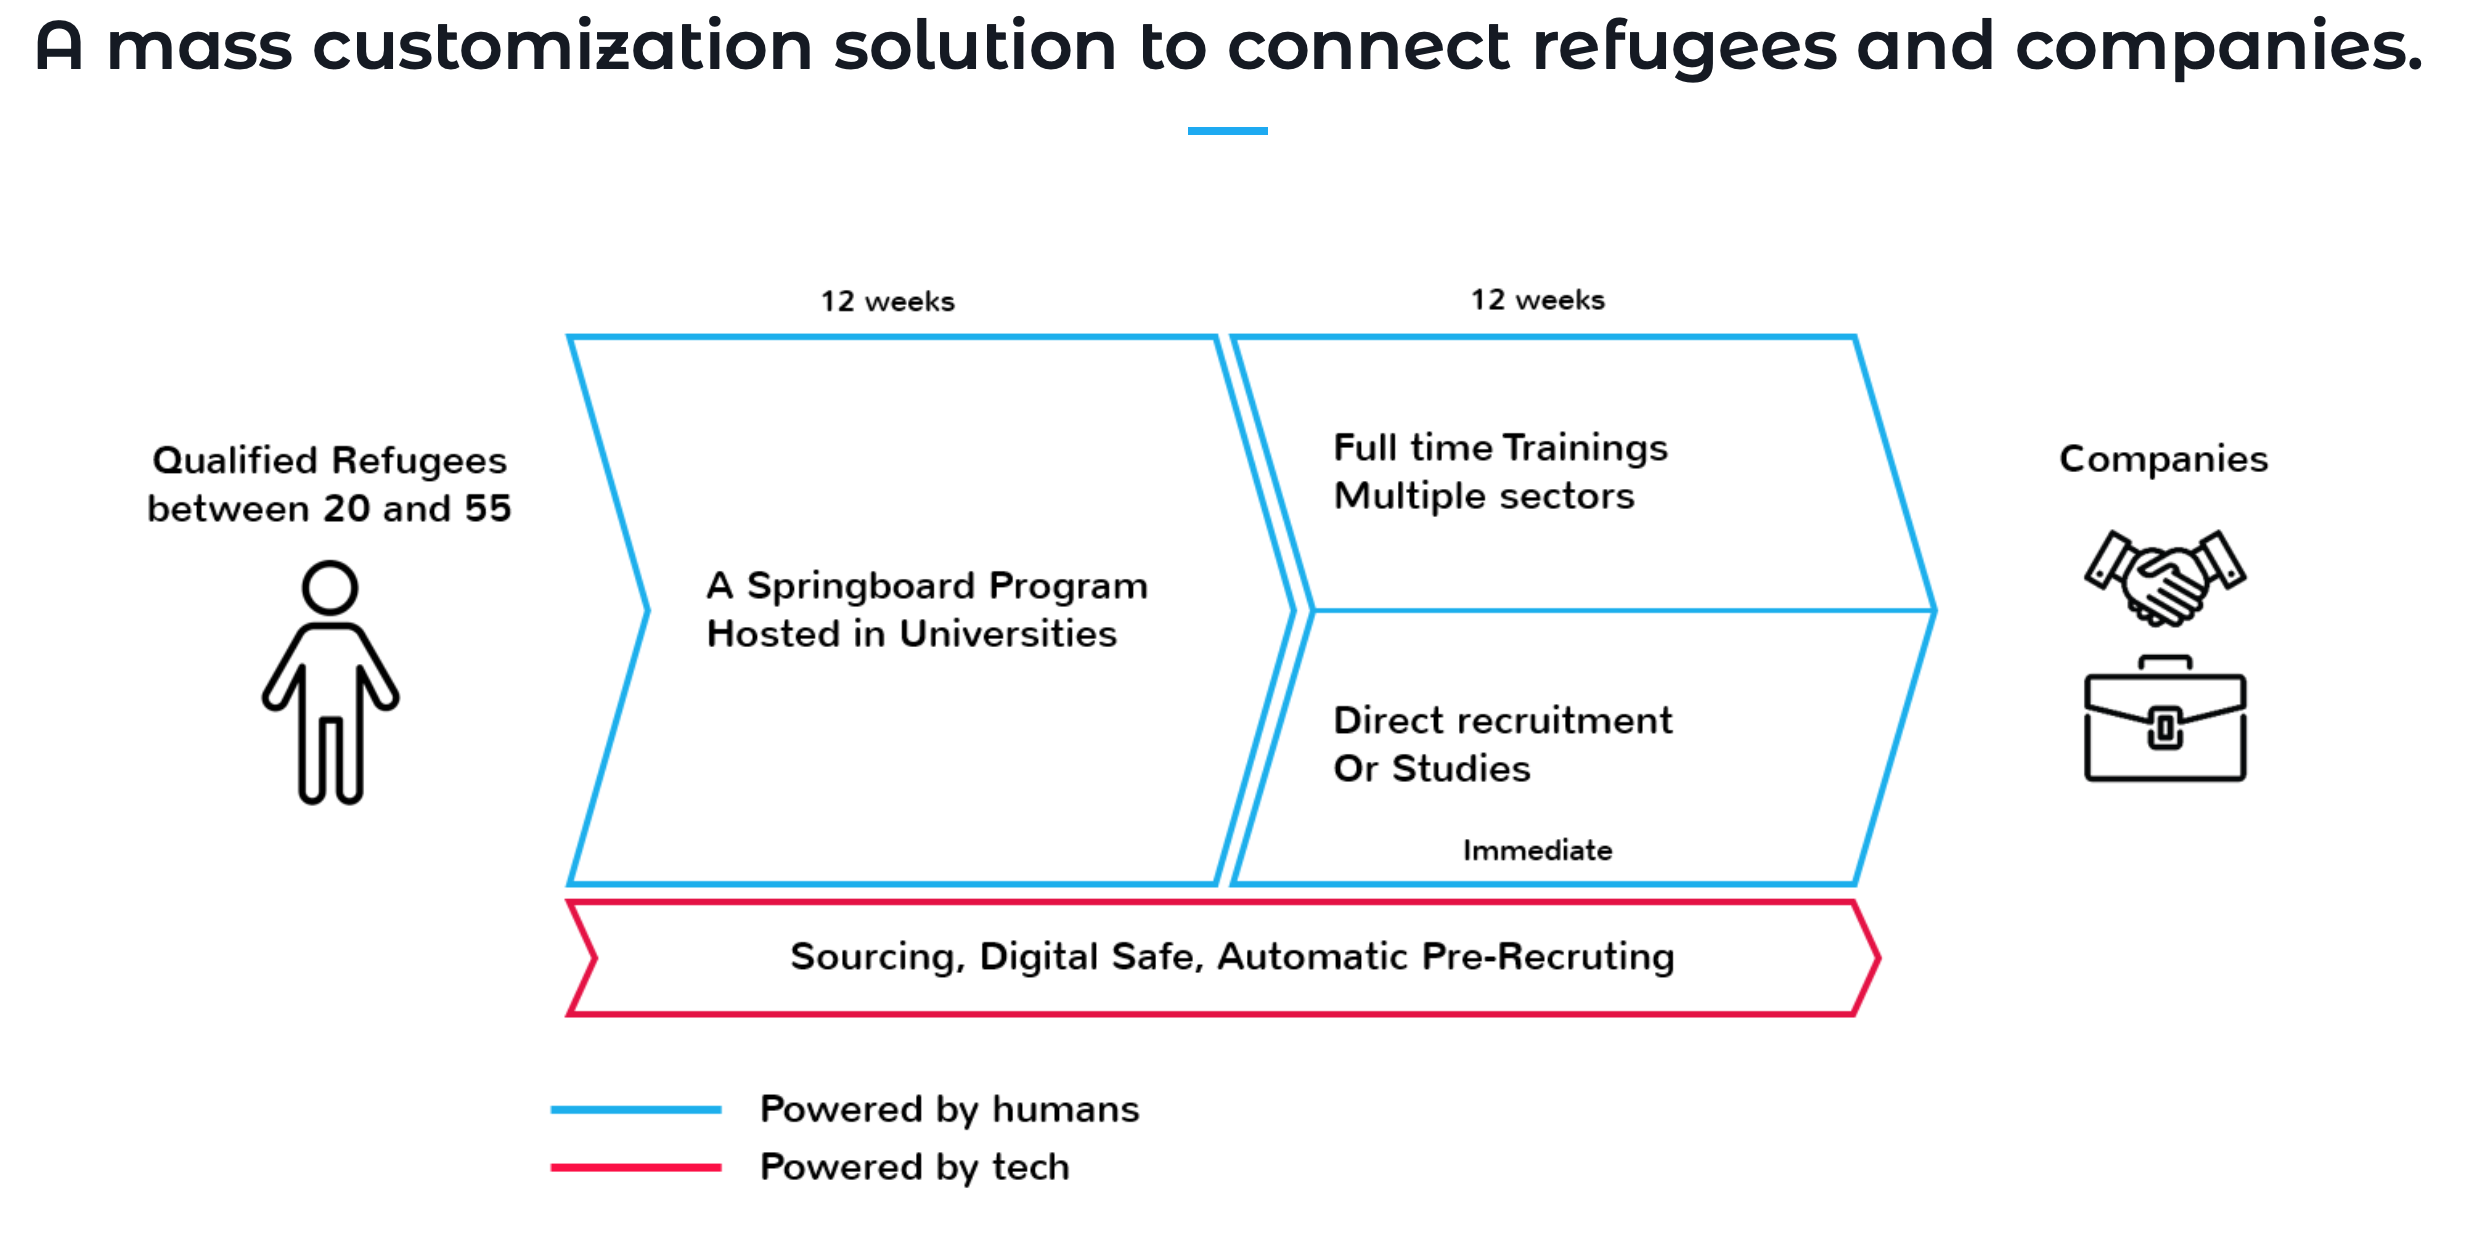 A mass customization solution to connect refugees and companies.
12 weeks
12 weeks
Qualified Refugees
between 20 and 55
A Springboard Program
Hosted in Universities
Full time Trainings
Multiple sectors
Direct recruitment
Or Studies
Immediate
Companies
Sourcing, Digital Safe, Automatic Pre-Recruting
Powered by humans
Powered by tech